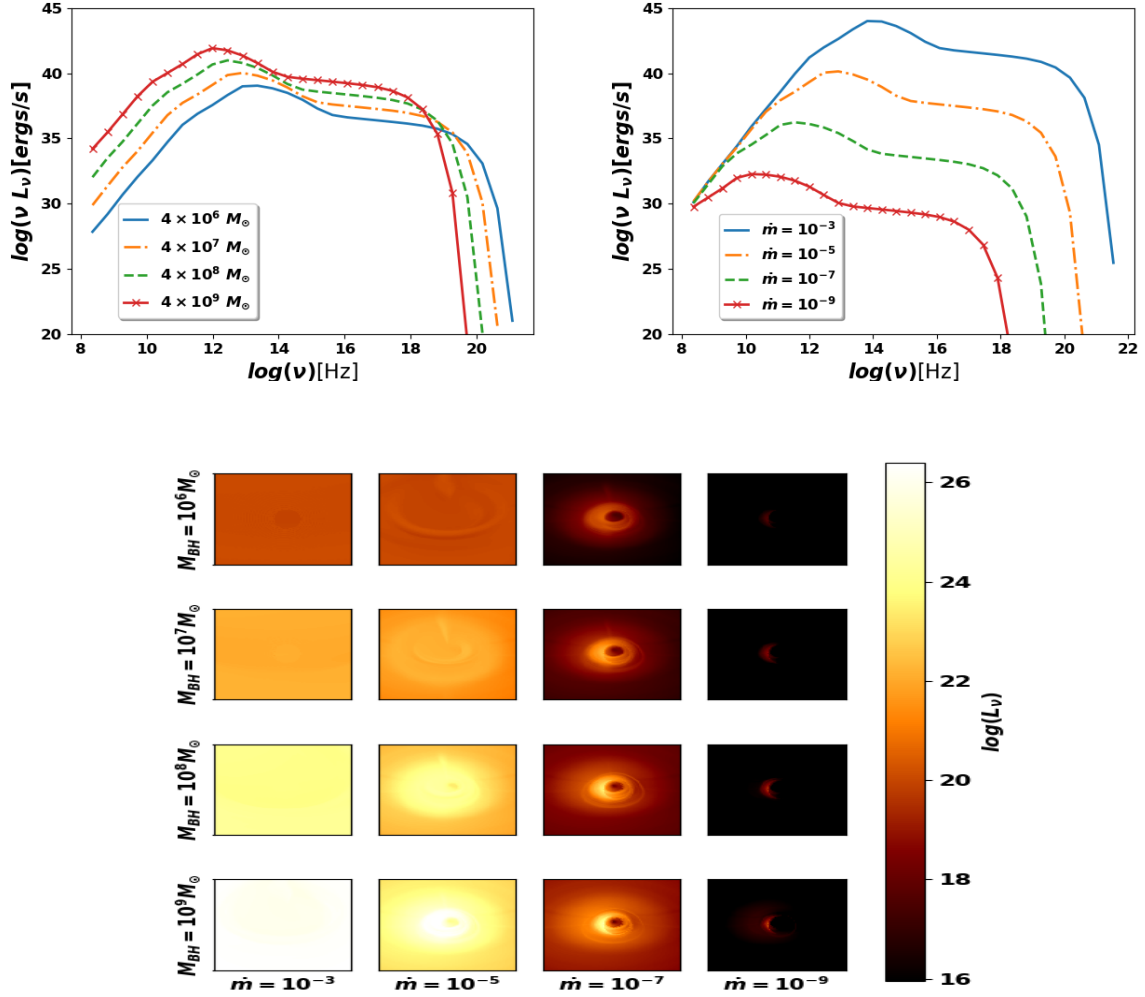 log(ν L_ν)[ergs/s]
45
40
35
30
25
20
4 × 10^6 M_⊙
4 × 10^7 M_⊙
4 × 10^8 M_⊙
4 × 10^9 M_⊙
8 10 12 14 16 18 20
log(ν)[Hz]
log(ν L_ν)[ergs/s]
45
40
35
30
25
20
ṁ = 10^−3
ṁ = 10^−5
ṁ = 10^−7
ṁ = 10^−9
8 10 12 14 16 18 20 22
log(ν)[Hz]
M_BH = 10^6 M_⊙
M_BH = 10^7 M_⊙
M_BH = 10^8 M_⊙
M_BH = 10^9 M_⊙
ṁ = 10^−3 ṁ = 10^−5 ṁ = 10^−7 ṁ = 10^−9
26
24
22
20
18
16
log(L_ν)